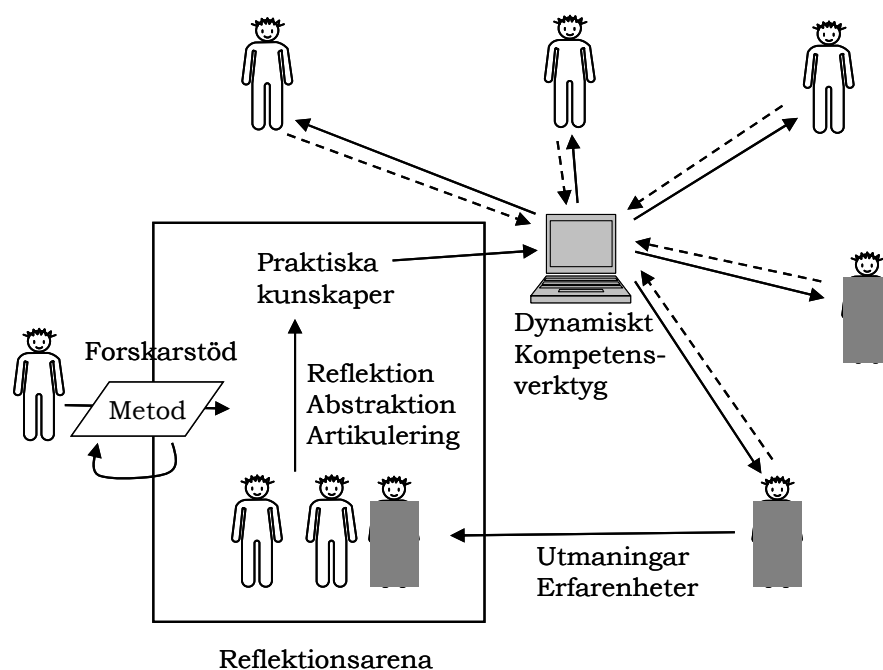 Praktiska
kunskaper
Dynamiskt
Kompetens-
verktyg
Forskarstöd
Metod
Reflektion
Abstraktion
Artikulering
Utmaningar
Erfarenheter
Reflektionsarena